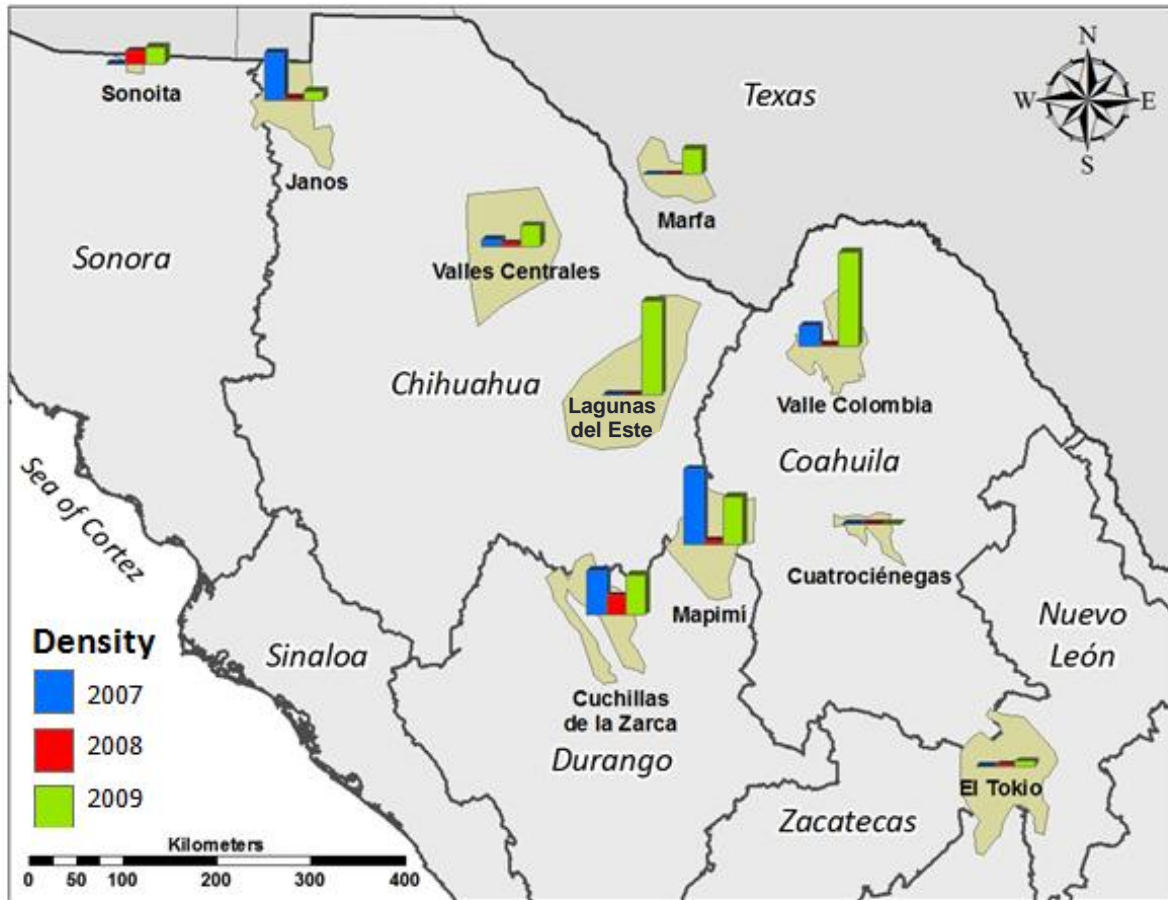 N
W E
S
Texas
Sonoita
Janos
Marfa
Sonora
Valles Centrales
Chihuahua
Lagunas
del Este
Valle Colombia
Coahuila
Sea of Cortez
Cuatrociénegas
Mapimí
Nuevo
León
Density
2007
2008
2009
Sinaloa
Cuchillas
de la Zarca
Durango
El Tokio
Zacatecas
Kilometers
0 50 100 200 300 400